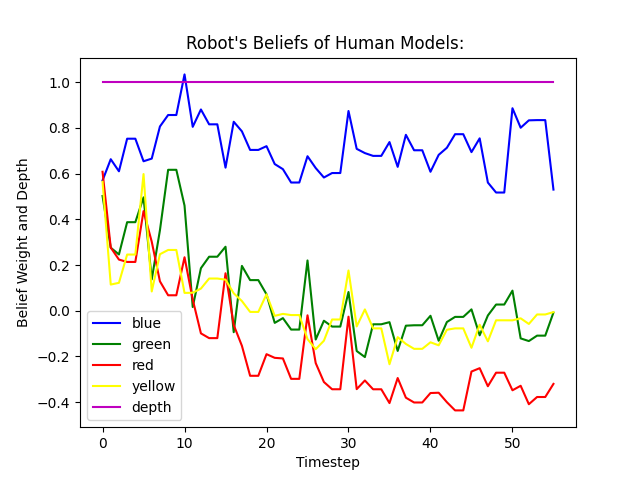 Robot's Beliefs of Human Models:
Belief Weight and Depth
1.0
0.8
0.6
0.4
0.2
0.0
−0.2
−0.4
blue
green
red
yellow
depth
0 10 20 30 40 50
Timestep